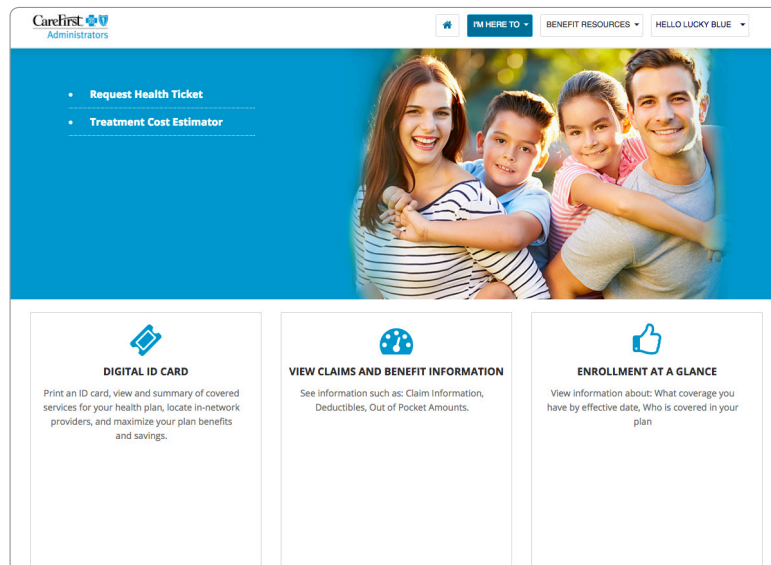 CareFirst
Administrators
I'M HERE TO
BENEFIT RESOURCES
HELLO LUCKY BLUE
• Request Health Ticket
• Treatment Cost Estimator
DIGITAL ID CARD
Print an ID card, view and summary of covered
services for your health plan, locate in-network
providers, and maximize your plan benefits
and savings.
VIEW CLAIMS AND BENEFIT INFORMATION
See information such as: Claim Information,
Deductibles, Out of Pocket Amounts.
ENROLLMENT AT A GLANCE
View information about: What coverage you
have by effective date, Who is covered in your
plan